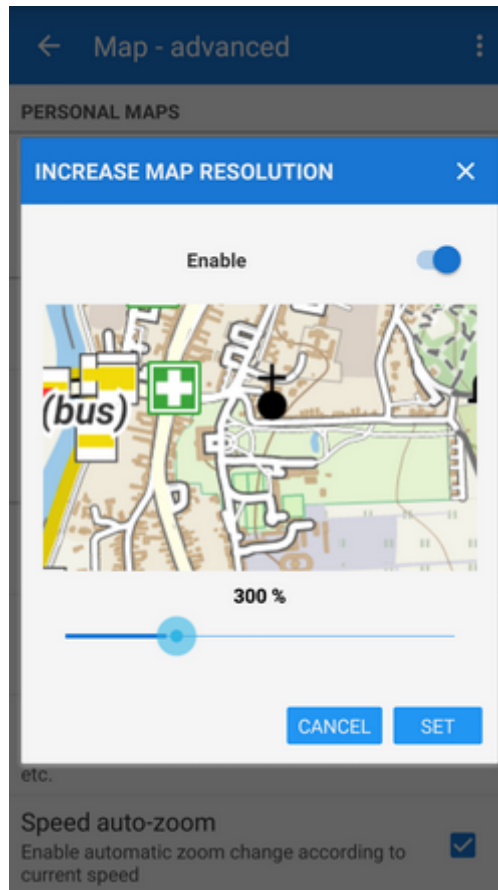 Map - advanced
PERSONAL MAPS
INCREASE MAP RESOLUTION
Enable
(bus)
300 %
CANCEL SET
etc.
Speed auto-zoom
Enable automatic zoom change according to
current speed